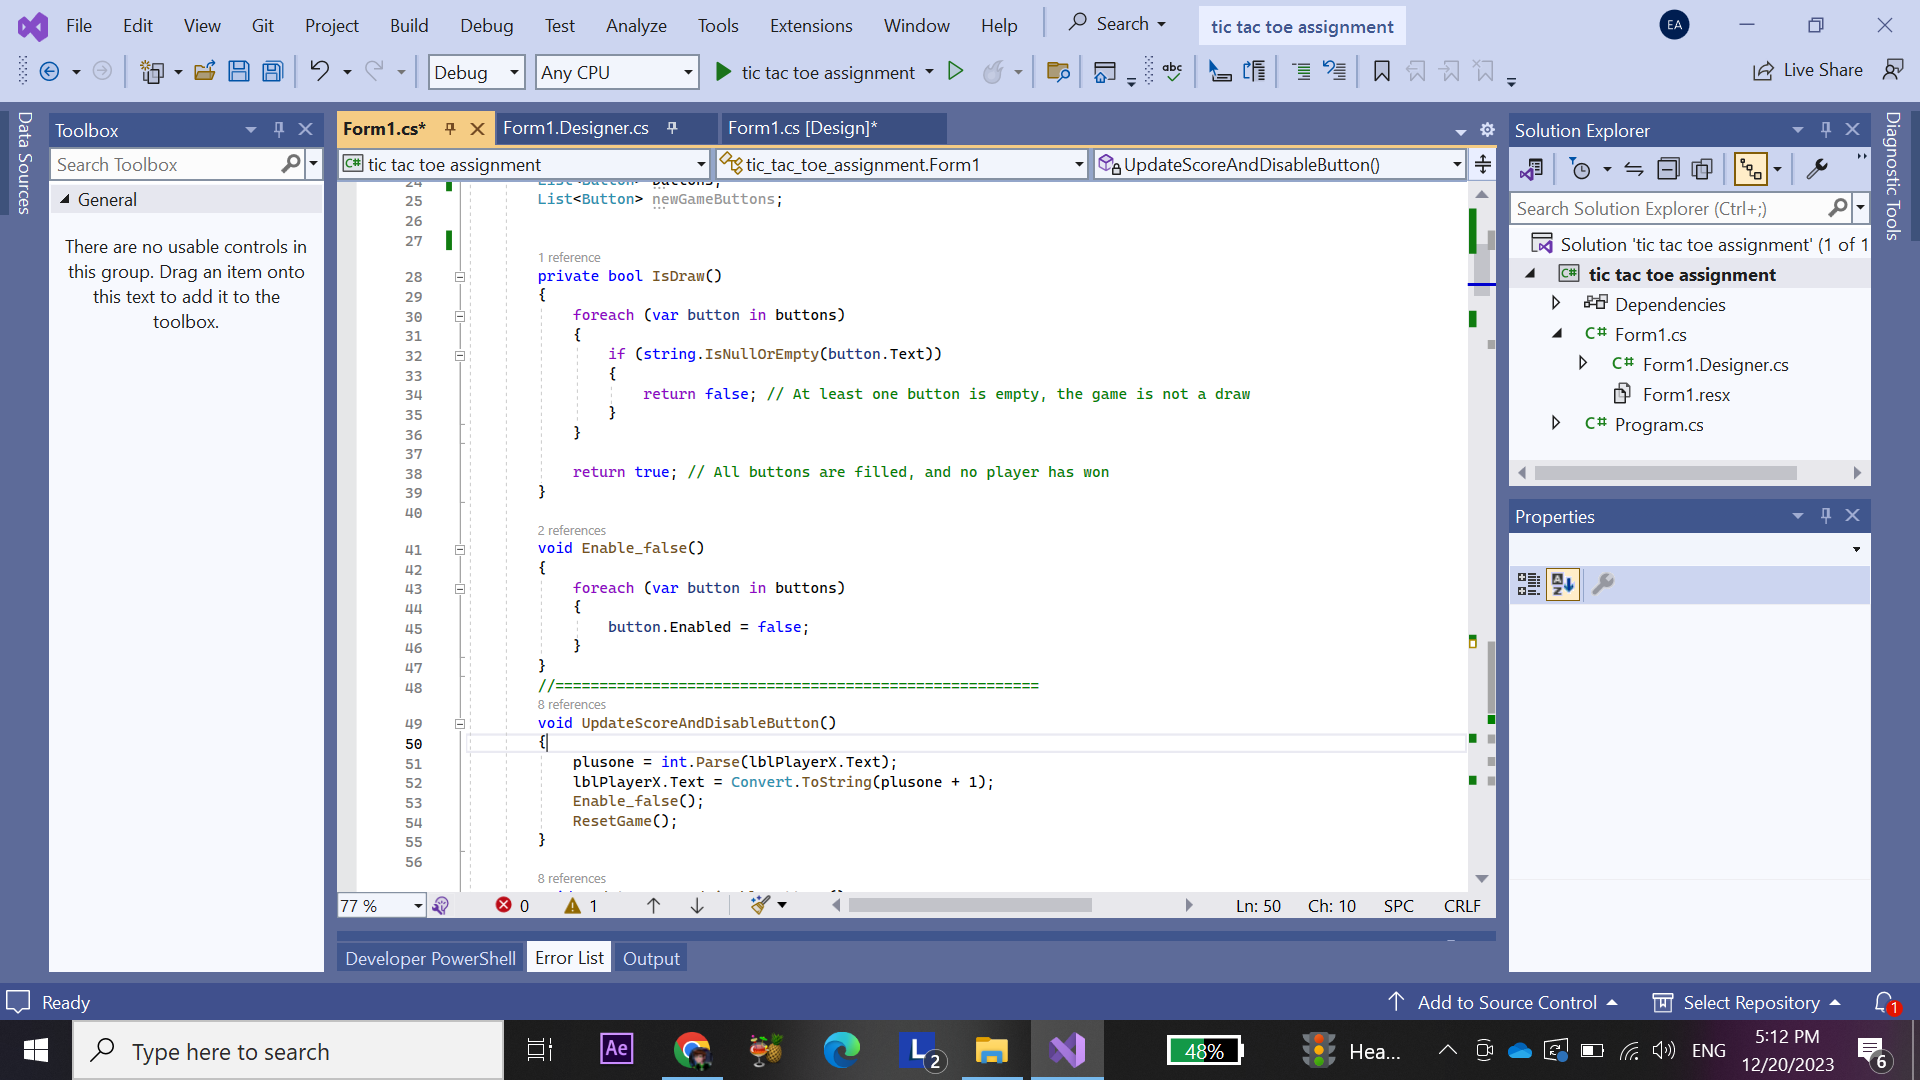 File Edit View Git Project Build Debug Test Analyze Tools Extensions Window Help Search tic tac toe assignment EA
Debug Any CPU tic tac toe assignment Live Share
Data Sources
Toolbox
Search Toolbox
General
There are no usable controls in
this group. Drag an item onto
this text to add it to the
toolbox.
Form1.cs* Form1.Designer.cs Form1.cs [Design]*
C# tic tac toe assignment tic_tac_toe_assignment.Form1 UpdateScoreAndDisableButton()
24 List<Button> buttons;
25 List<Button> newGameButtons;
26
27
1 reference
28 private bool IsDraw()
29 {
30 foreach (var button in buttons)
31 {
32 if (string.IsNullOrEmpty(button.Text))
33 {
34 return false; // At least one button is empty, the game is not a draw
35 }
36 }
37
38 return true; // All buttons are filled, and no player has won
39 }
40
2 references
41 void Enable_false()
42 {
43 foreach (var button in buttons)
44 {
45 button.Enabled = false;
46 }
47 }
48 //=======================================================
8 references
49 void UpdateScoreAndDisableButton()
50 {
51 plusone = int.Parse(lblPlayerX.Text);
52 lblPlayerX.Text = Convert.ToString(plusone + 1);
53 Enable_false();
54 ResetGame();
55 }
56
8 references
77 % 0 1 Ln: 50 Ch: 10 SPC CRLF
Developer PowerShell Error List Output
Solution Explorer
Search Solution Explorer (Ctrl+;)
Solution 'tic tac toe assignment' (1 of 1
C# tic tac toe assignment
Dependencies
C# Form1.cs
C# Form1.Designer.cs
Form1.resx
C# Program.cs
Properties
Diagnostic Tools
Ready Add to Source Control Select Repository 1
Type here to search Ae L 2 48% Hea... ENG 5:12 PM
12/20/2023 6